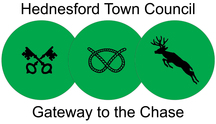 Hednesford Town Council
Gateway to the Chase